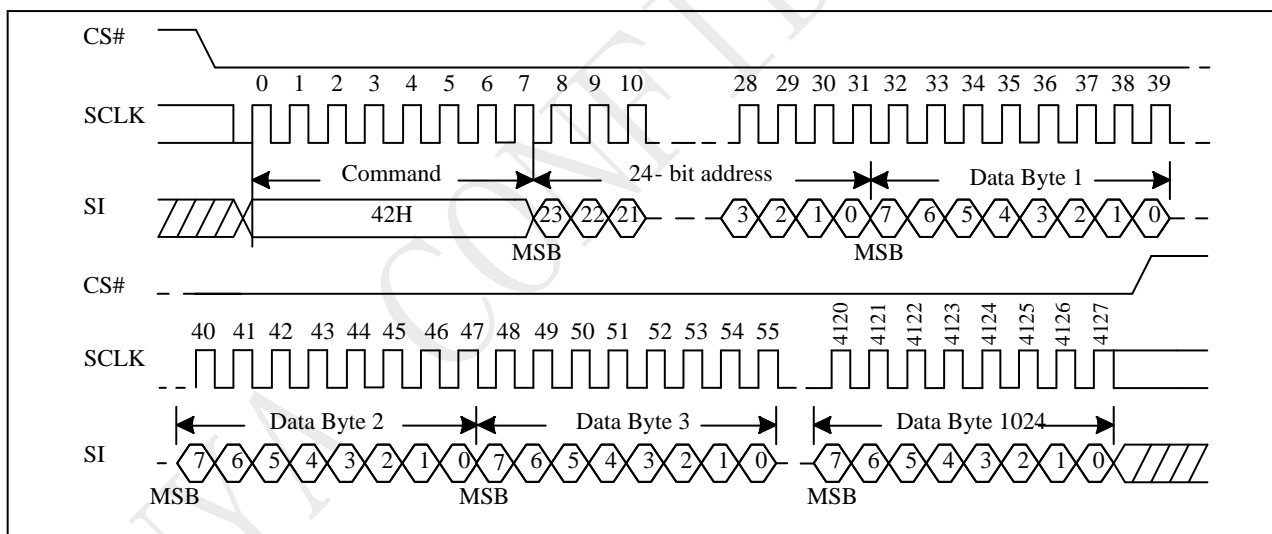 CS#
0 1 2 3 4 5 6 7 8 9 10 28 29 30 31 32 33 34 35 36 37 38 39
SCLK
Command 24- bit address Data Byte 1
SI 42H 23 22 21 3 2 1 0 7 6 5 4 3 2 1 0
MSB MSB
CS#
40 41 42 43 44 45 46 47 48 49 50 51 52 53 54 55 4120 4121 4122 4123 4124 4125 4126 4127
SCLK
Data Byte 2 Data Byte 3 Data Byte 1024
SI 7 6 5 4 3 2 1 0 7 6 5 4 3 2 1 0 7 6 5 4 3 2 1 0
MSB MSB MSB